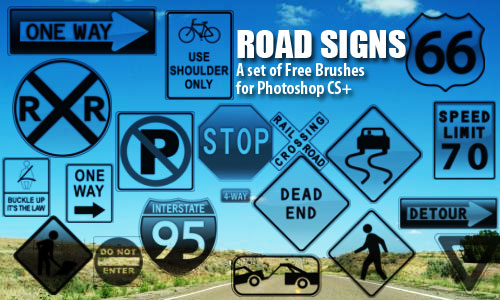 ONE WAY
USE
SHOULDER
ONLY
ROAD SIGNS
A set of Free Brushes
for Photoshop CS+
66
R R
P
STOP
RAIL CROSSING ROAD
SPEED
LIMIT
70
BUCKLE UP
IT'S THE LAW
ONE
WAY
4-WAY
DEAD
END
INTERSTATE
95
DETOUR
DO NOT
ENTER